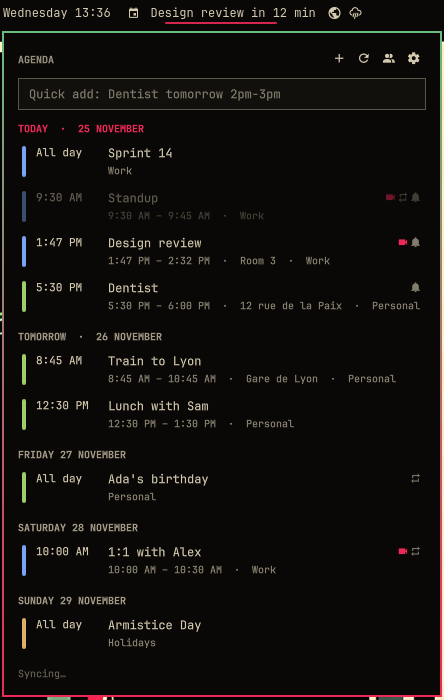 Wednesday 13:36 Design review in 12 min
AGENDA
Quick add: Dentist tomorrow 2pm-3pm
TODAY · 25 NOVEMBER
All day Sprint 14
Work
9:30 AM Standup
9:30 AM – 9:45 AM · Work
1:47 PM Design review
1:47 PM – 2:32 PM · Room 3 · Work
5:30 PM Dentist
5:30 PM – 6:00 PM · 12 rue de la Paix · Personal
TOMORROW · 26 NOVEMBER
8:45 AM Train to Lyon
8:45 AM – 10:45 AM · Gare de Lyon · Personal
12:30 PM Lunch with Sam
12:30 PM – 1:30 PM · Personal
FRIDAY 27 NOVEMBER
All day Ada's birthday
Personal
SATURDAY 28 NOVEMBER
10:00 AM 1:1 with Alex
10:00 AM – 10:30 AM · Work
SUNDAY 29 NOVEMBER
All day Armistice Day
Holidays
Syncing…